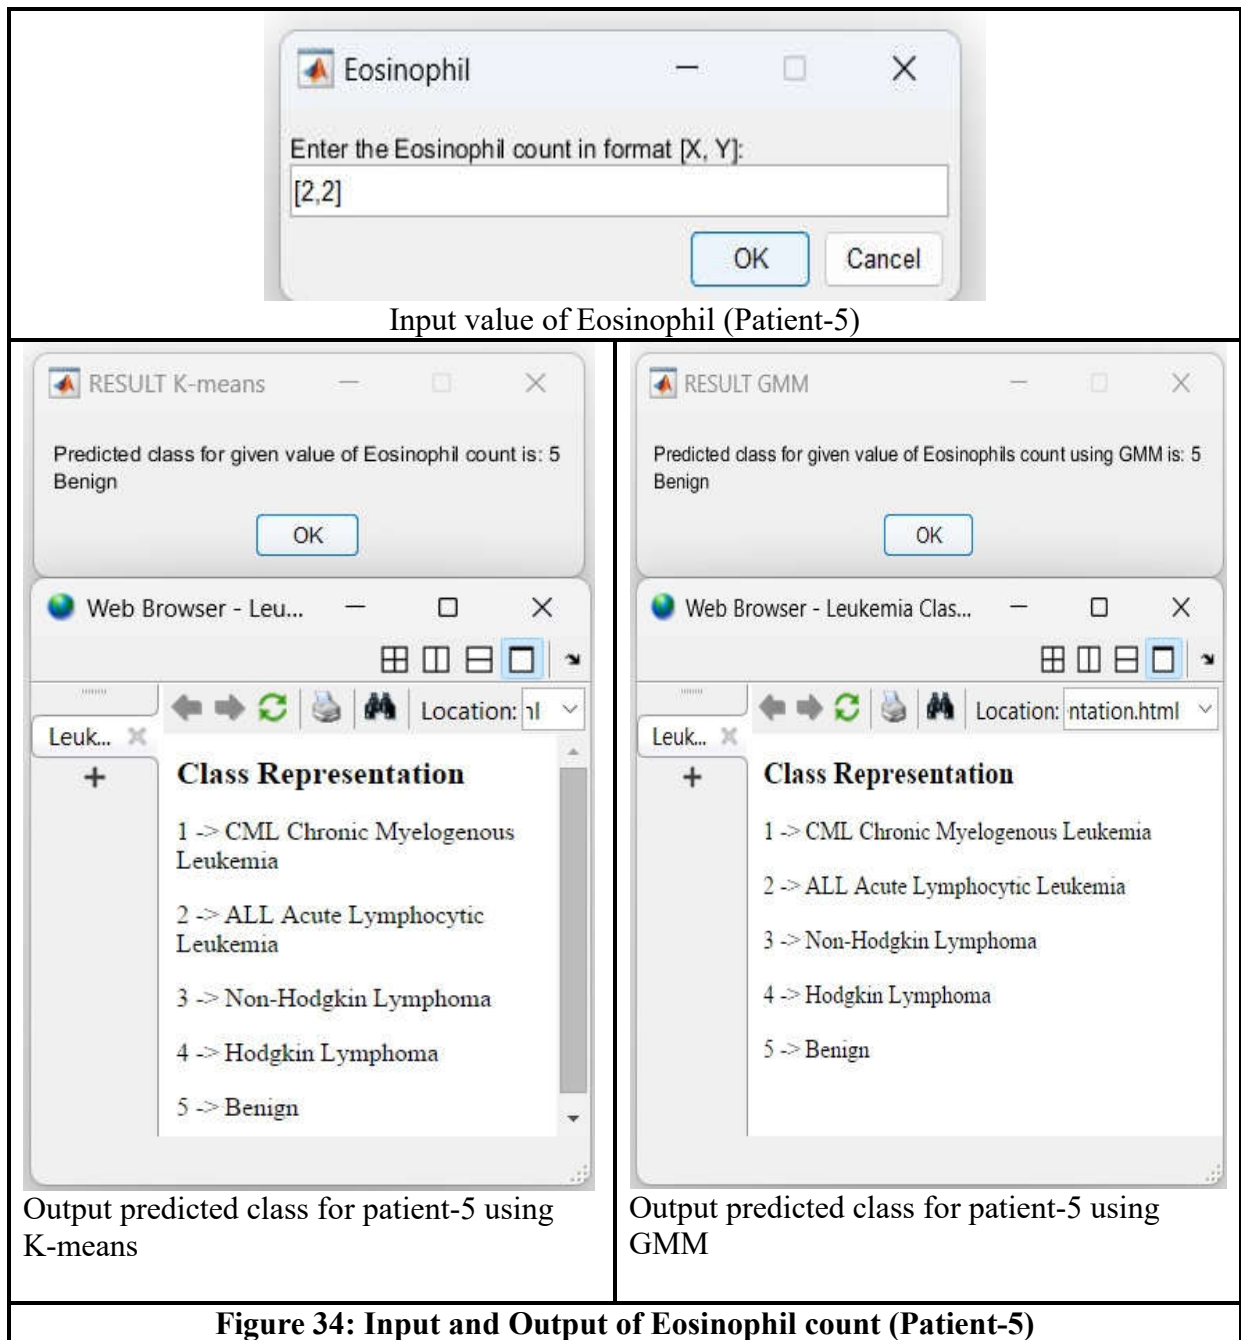 Eosinophil
Enter the Eosinophil count in format [X, Y]:
[2,2]
OK Cancel
Input value of Eosinophil (Patient-5)
RESULT K-means
Predicted class for given value of Eosinophil count is: 5
Benign
OK
Web Browser - Leu...
Location: nl
Leuk...
Class Representation
1 -> CML Chronic Myelogenous
Leukemia
2 -> ALL Acute Lymphocytic
Leukemia
3 -> Non-Hodgkin Lymphoma
4 -> Hodgkin Lymphoma
5 -> Benign
Output predicted class for patient-5 using
K-means
RESULT GMM
Predicted class for given value of Eosinophils count using GMM is: 5
Benign
OK
Web Browser - Leukemia Clas...
Location: ntation.html
Leuk...
Class Representation
1 -> CML Chronic Myelogenous Leukemia
2 -> ALL Acute Lymphocytic Leukemia
3 -> Non-Hodgkin Lymphoma
4 -> Hodgkin Lymphoma
5 -> Benign
Output predicted class for patient-5 using
GMM
Figure 34: Input and Output of Eosinophil count (Patient-5)